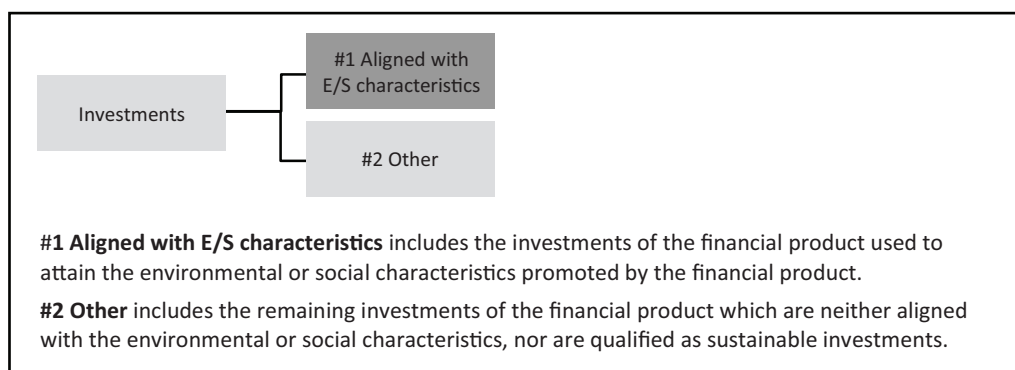 #1 Aligned with
E/S characteristics
Investments
#2 Other
#1 Aligned with E/S characteristics includes the investments of the financial product used to
attain the environmental or social characteristics promoted by the financial product.
#2 Other includes the remaining investments of the financial product which are neither aligned
with the environmental or social characteristics, nor are qualified as sustainable investments.